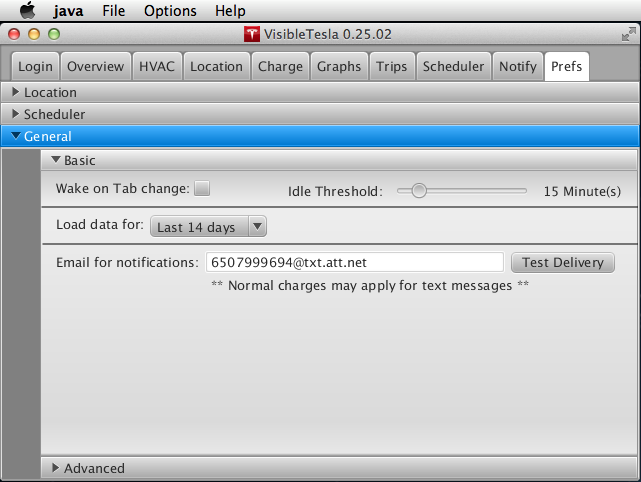 java File Options Help
VisibleTesla 0.25.02
Login Overview HVAC Location Charge Graphs Trips Scheduler Notify Prefs
Location
Scheduler
General
Basic
Wake on Tab change: Idle Threshold: 15 Minute(s)
Load data for: Last 14 days
Email for notifications: 6507999694@txt.att.net Test Delivery
** Normal charges may apply for text messages **
Advanced